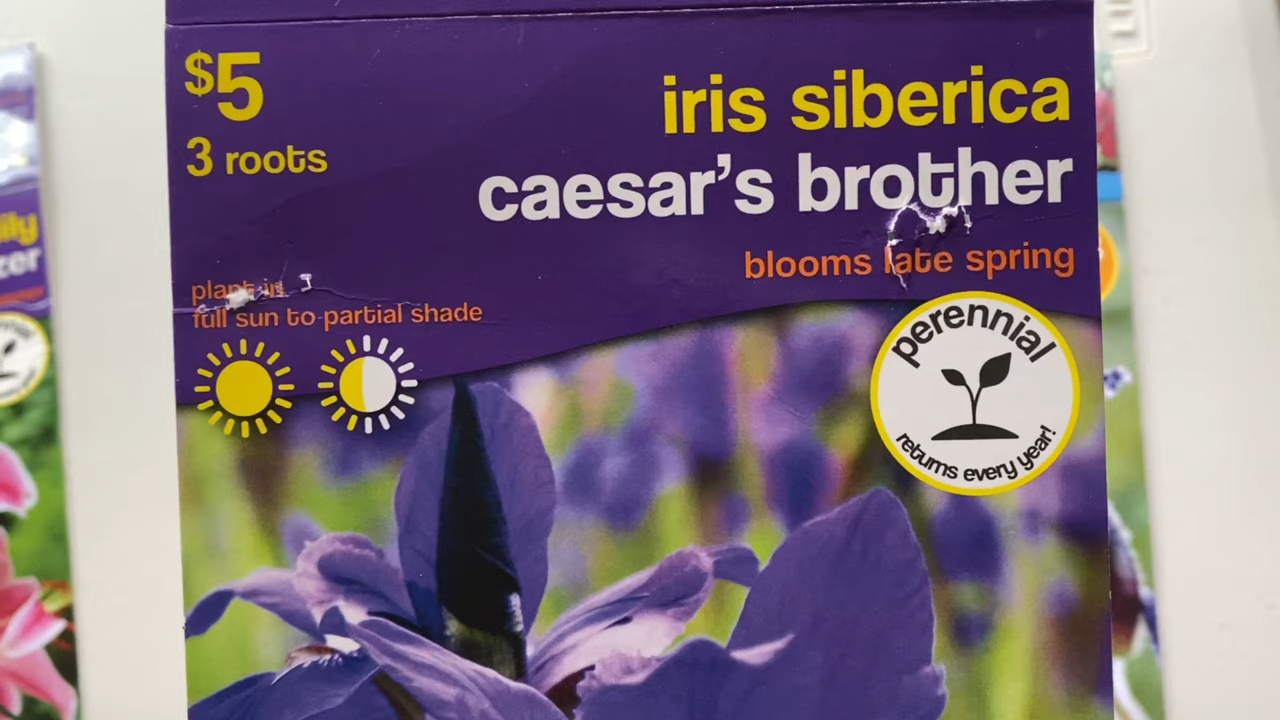 $5
3 roots
iris siberica
caesar's brother
blooms late spring
plant in
full sun to partial shade
perennial
returns every year!
lily